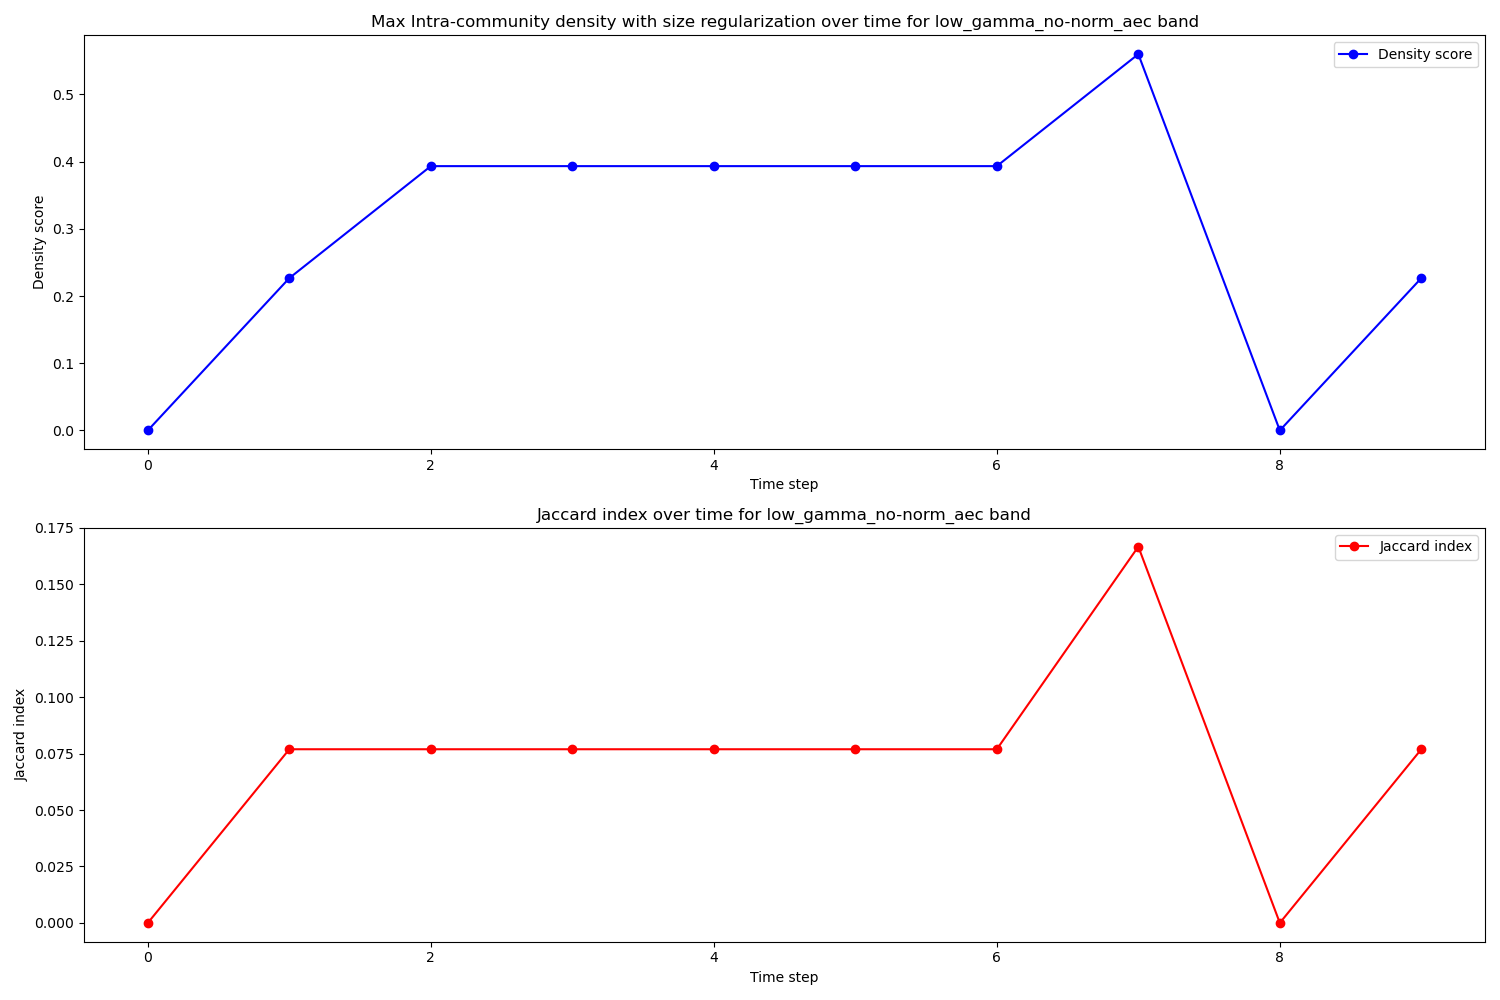 Max Intra-community density with size regularization over time for low_gamma_no-norm_aec band
Density score
Density score
0.5
0.4
0.3
0.2
0.1
0.0
0 2 4 6 8
Time step
Jaccard index over time for low_gamma_no-norm_aec band
Jaccard index
Jaccard index
0.175
0.150
0.125
0.100
0.075
0.050
0.025
0.000
0 2 4 6 8
Time step